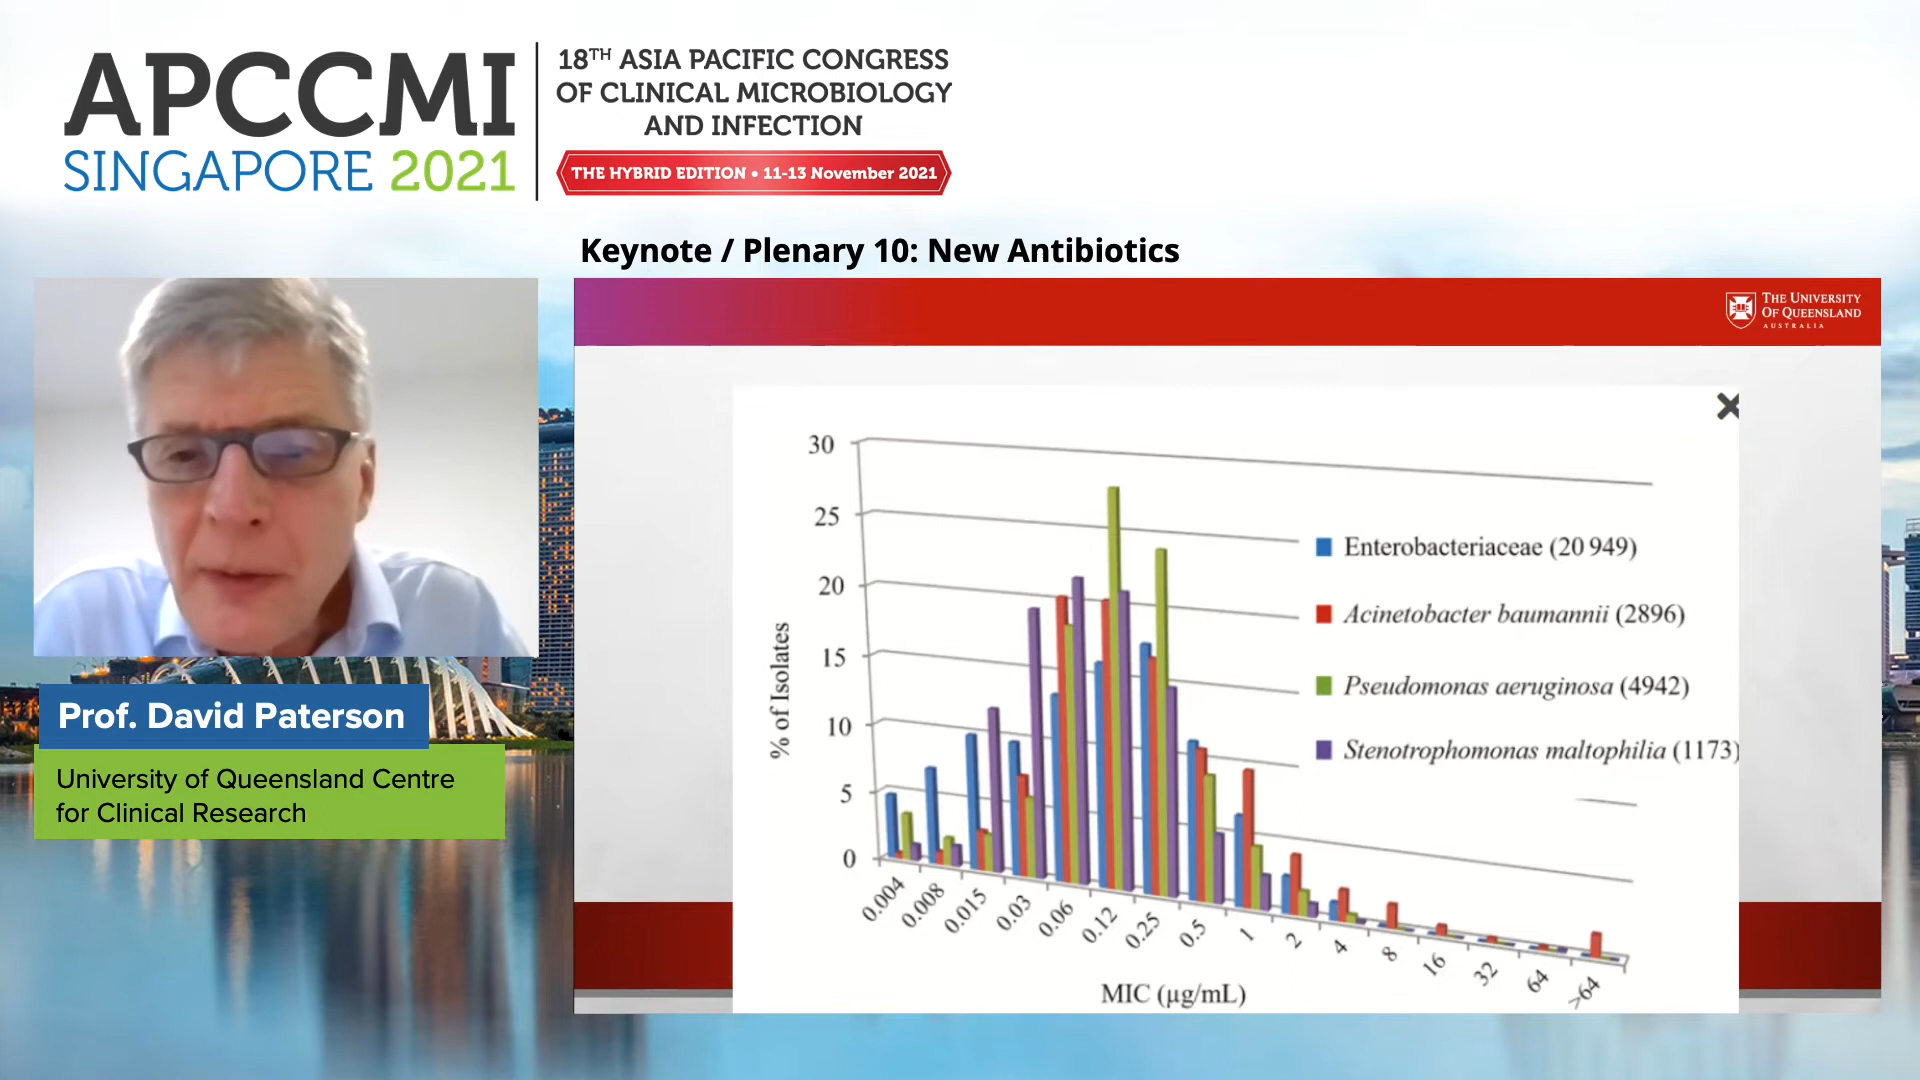 APCCMI
SINGAPORE 2021
18TH ASIA PACIFIC CONGRESS
OF CLINICAL MICROBIOLOGY
AND INFECTION
THE HYBRID EDITION • 11-13 November 2021
Keynote / Plenary 10: New Antibiotics
THE UNIVERSITY
OF QUEENSLAND
AUSTRALIA
Prof. David Paterson
University of Queensland Centre
for Clinical Research
% of Isolates
30
25
20
15
10
5
0
Enterobacteriaceae (20 949)
Acinetobacter baumannii (2896)
Pseudomonas aeruginosa (4942)
Stenotrophomonas maltophilia (1173)
0.004 0.008 0.015 0.03 0.06 0.12 0.25 0.5 1 2 4 8 16 32 64 >64
MIC (µg/mL)